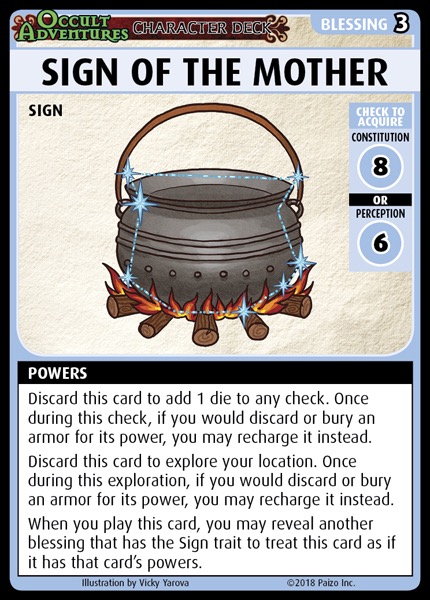 OCCULT ADVENTURES CHARACTER DECK BLESSING 3
SIGN OF THE MOTHER
SIGN
CHECK TO
ACQUIRE
CONSTITUTION
8
OR
PERCEPTION
6
POWERS
Discard this card to add 1 die to any check. Once
during this check, if you would discard or bury an
armor for its power, you may recharge it instead.
Discard this card to explore your location. Once
during this exploration, if you would discard or bury
an armor for its power, you may recharge it instead.
When you play this card, you may reveal another
blessing that has the Sign trait to treat this card as if
it has that card's powers.
Illustration by Vicky Yarova ©2018 Paizo Inc.